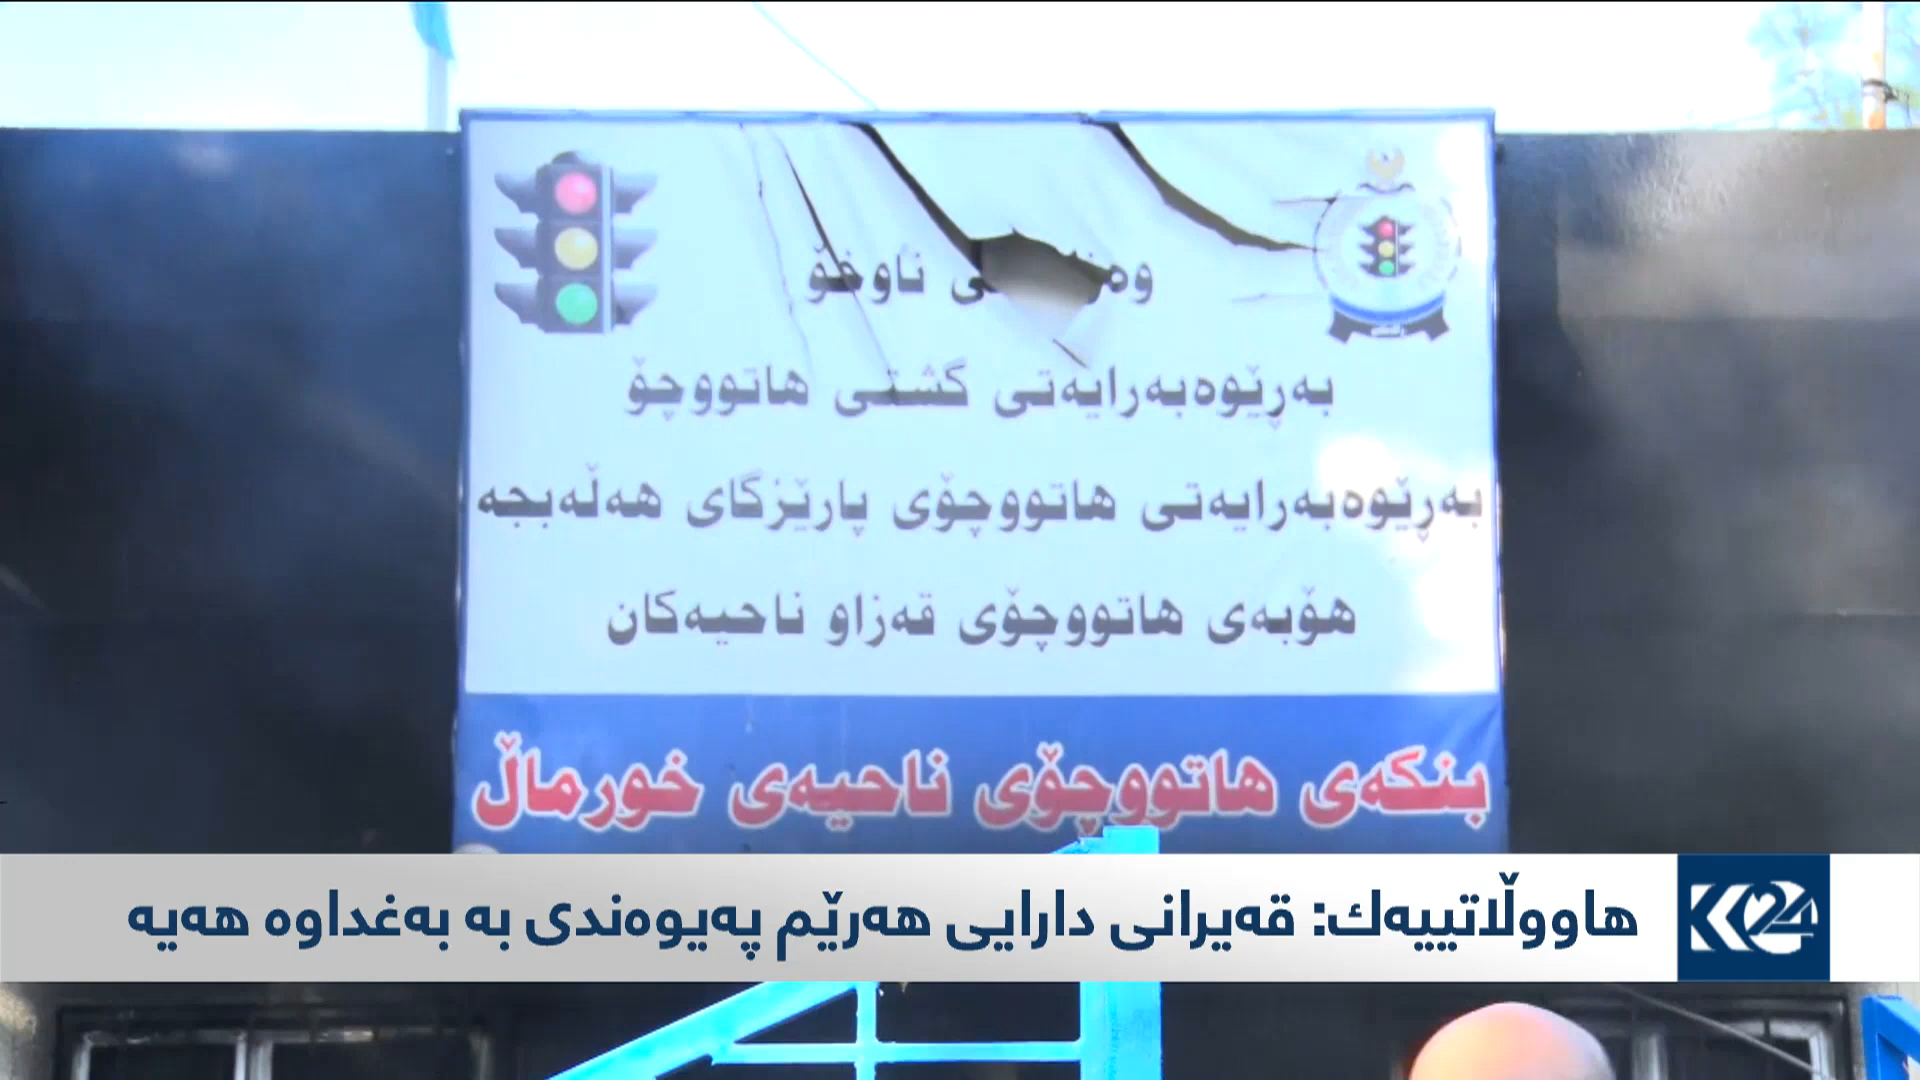 ناوخۆ
بەڕێوەبەرایەتی گشتی هاتووچۆ
بەڕێوەبەرایەتی هاتووچۆی پارێزگای هەڵەبجە
هۆبەی هاتووچۆی قەزاو ناحیەکان
بنکەی هاتووچۆی ناحیەی خورماڵ
هاووڵاتییەك: قەیرانی دارایی هەرێم پەیوەندی بە بەغداوە هەیە
K24